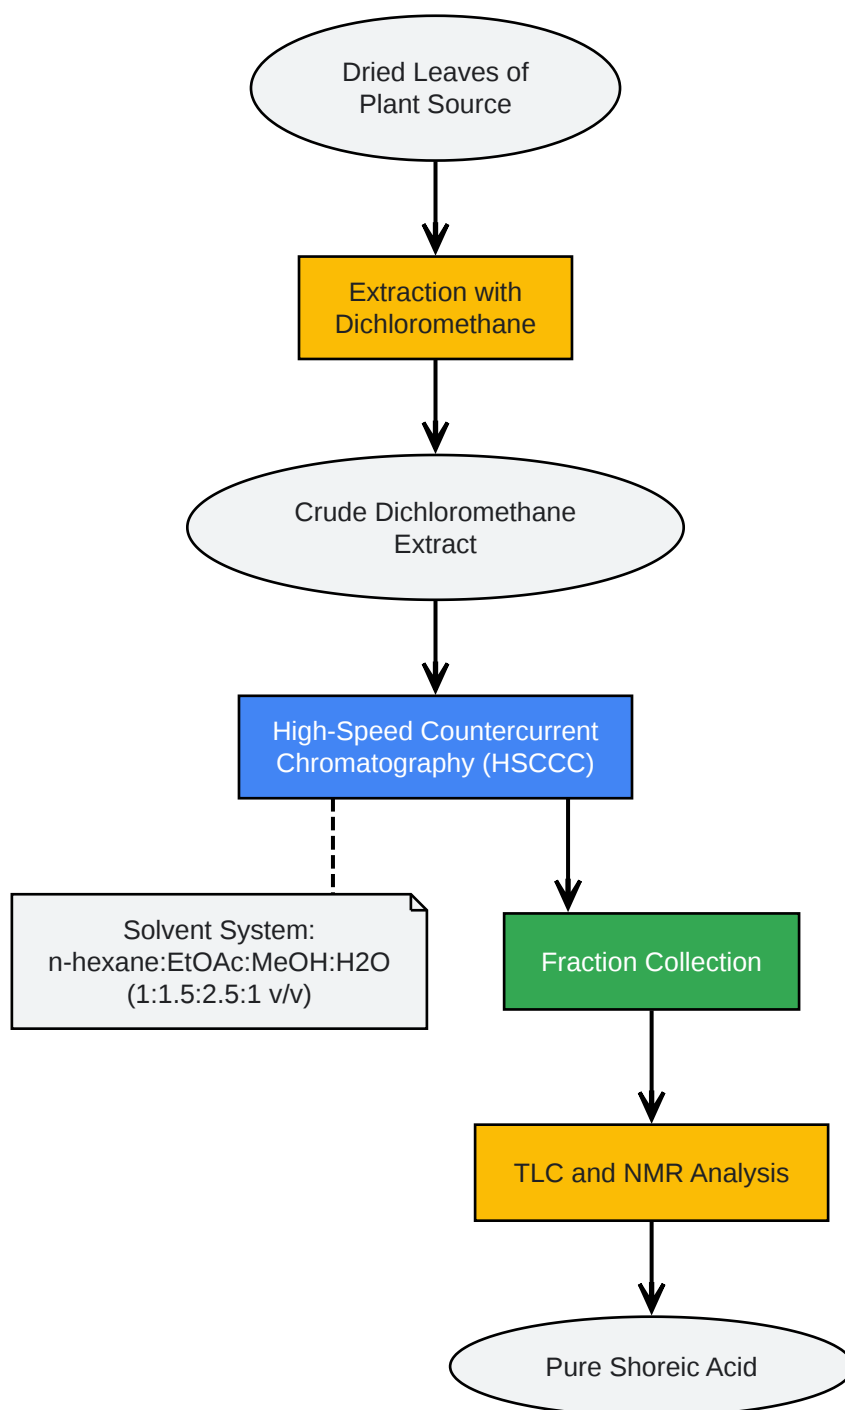 Dried Leaves of
Plant Source
Extraction with
Dichloromethane
Crude Dichloromethane
Extract
High-Speed Countercurrent
Chromatography (HSCCC)
Solvent System:
n-hexane:EtOAc:MeOH:H2O
(1:1.5:2.5:1 v/v)
Fraction Collection
TLC and NMR Analysis
Pure Shoreic Acid